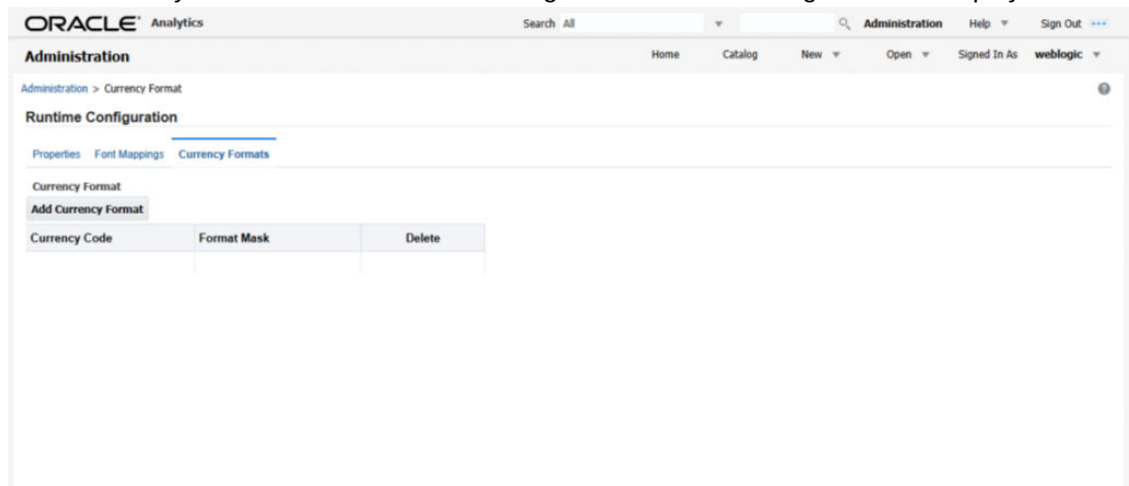 ORACLE Analytics Search All Administration Help Sign Out
Administration Home Catalog New Open Signed In As weblogic
Administration > Currency Format
Runtime Configuration
Properties Font Mappings Currency Formats
Currency Format
Add Currency Format
Currency Code Format Mask Delete